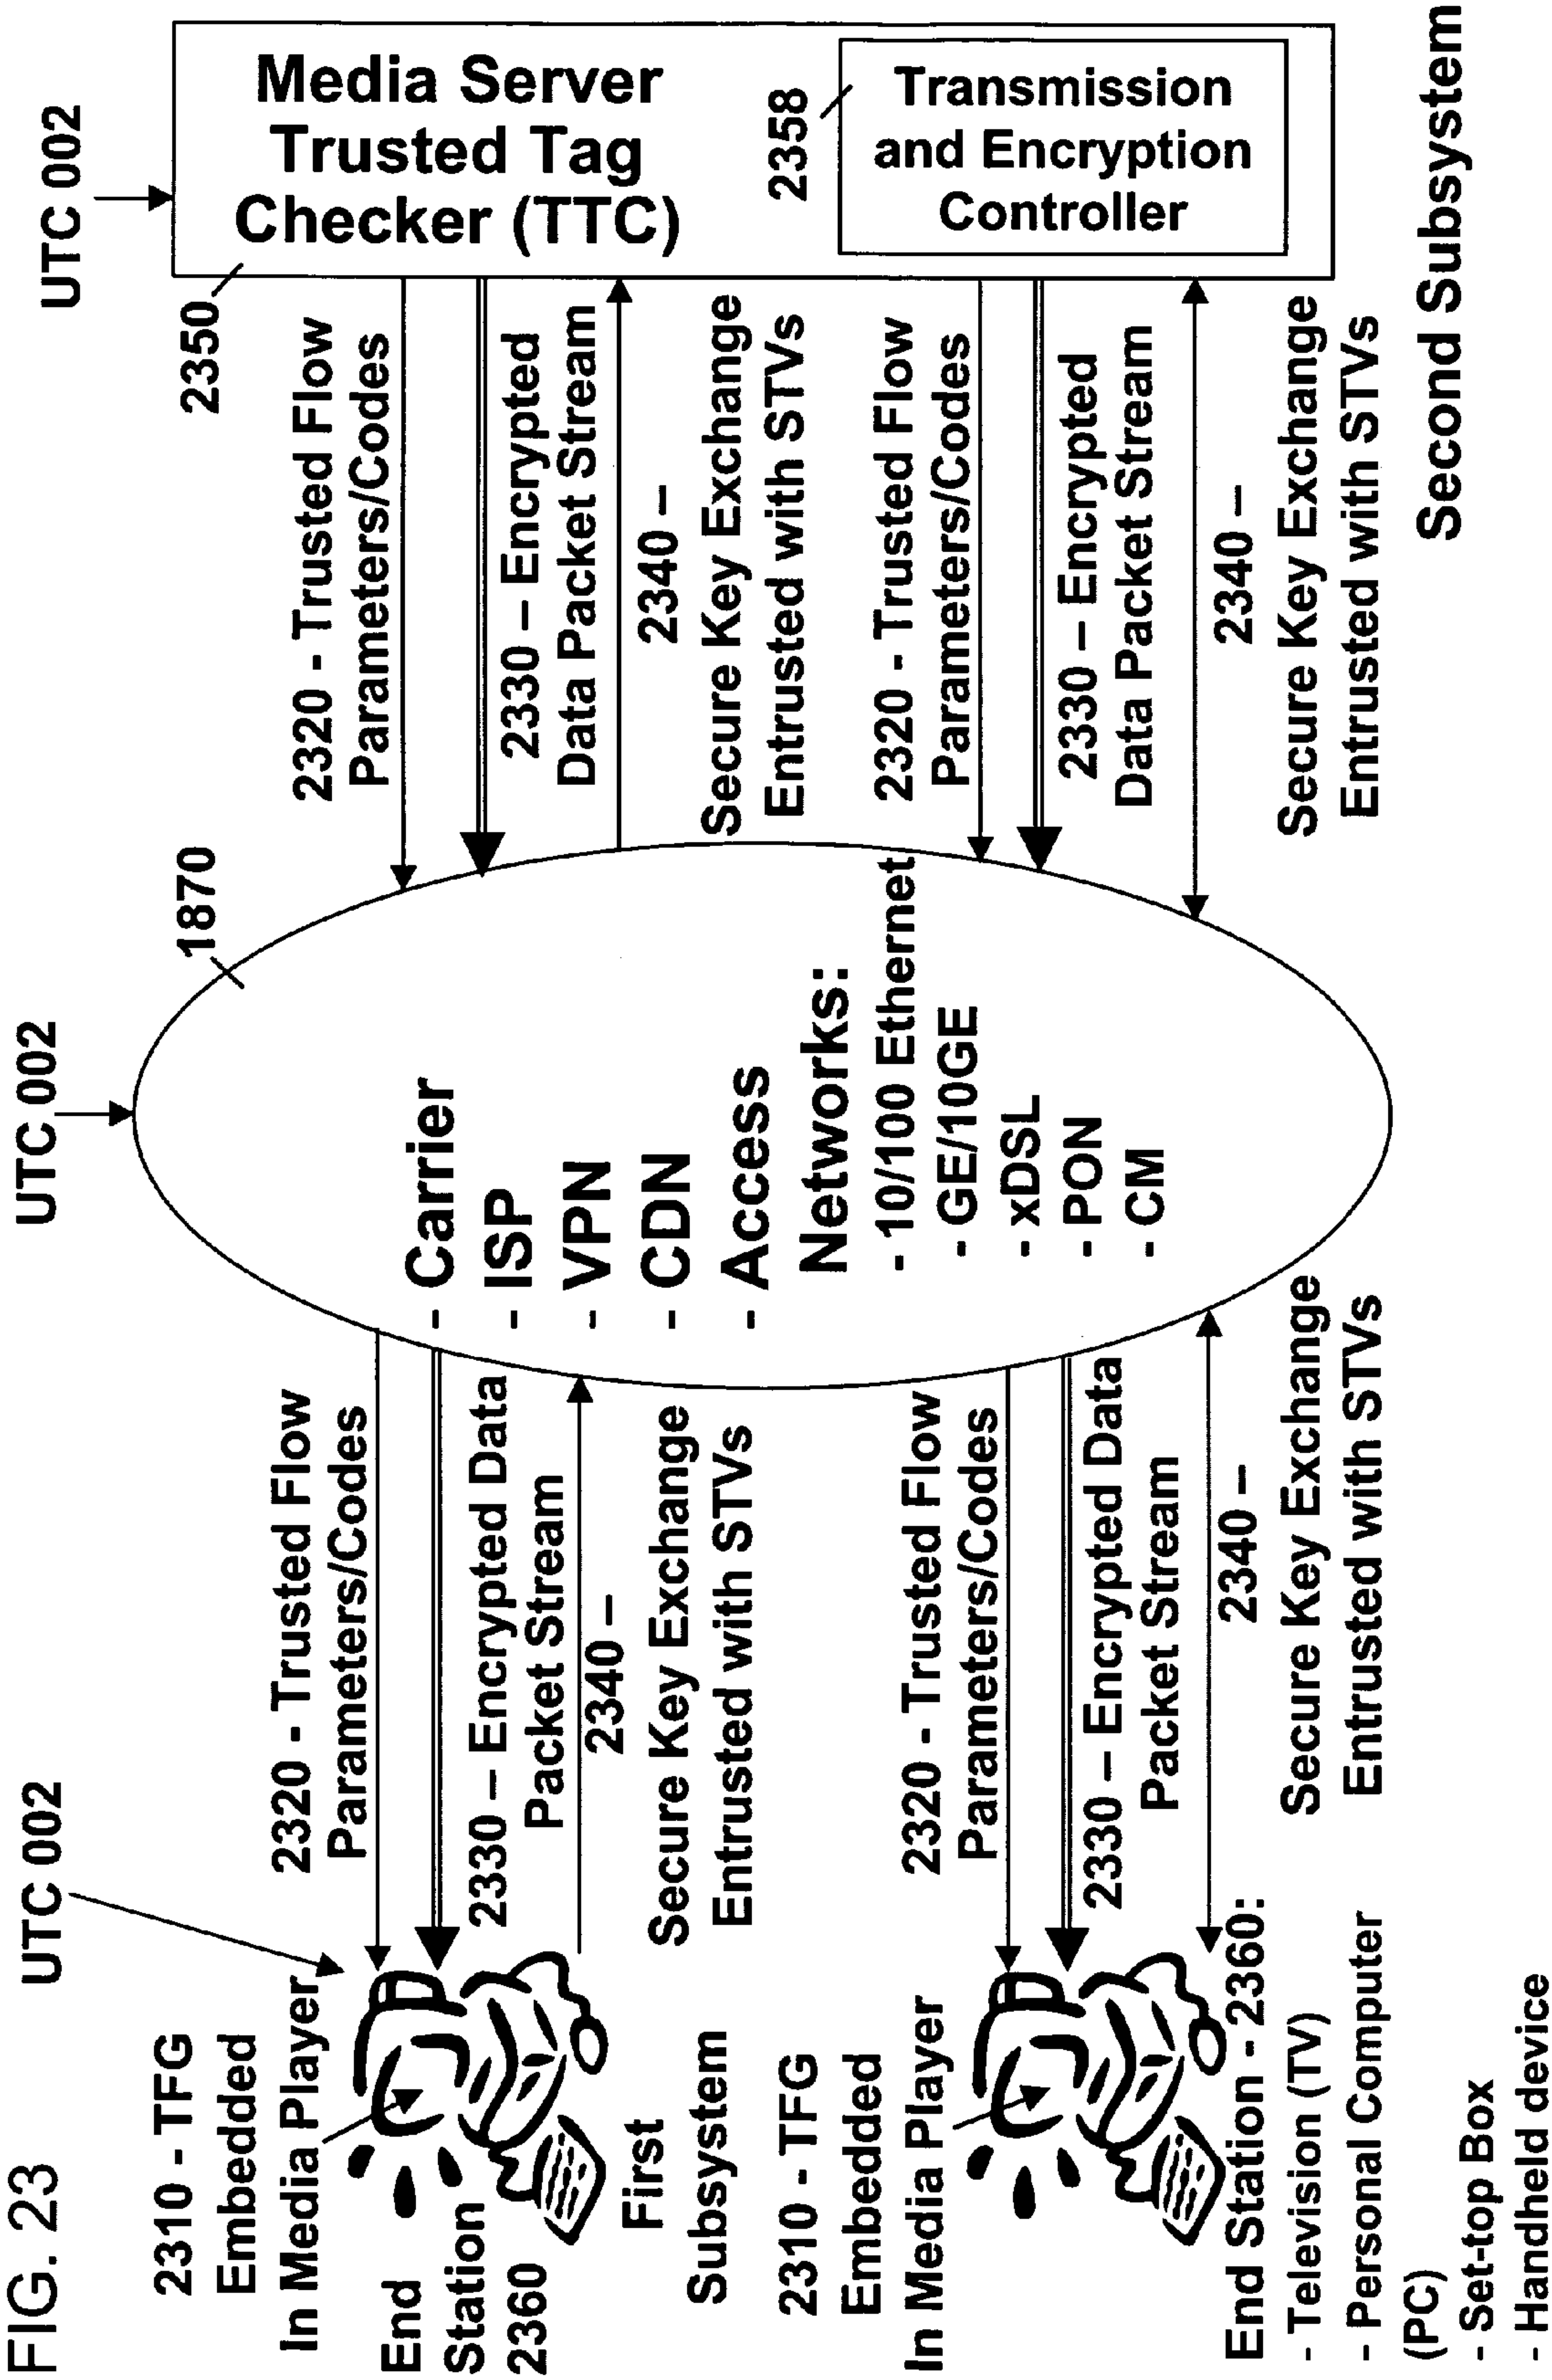 FIG. 23
UTC 002
UTC 002
UTC 002
2310 - TFG
Embedded
In Media Player
End
Station
2360
First
Subsystem
2310 - TFG
Embedded
In Media Player
End Station - 2360:
- Television (TV)
- Personal Computer
(PC)
- Set-top Box
- Handheld device
2320 - Trusted Flow
Parameters/Codes
2330 – Encrypted Data
Packet Stream
2340 –
Secure Key Exchange
Entrusted with STVs
2320 - Trusted Flow
Parameters/Codes
2330 – Encrypted Data
Packet Stream
2340 –
Secure Key Exchange
Entrusted with STVs
1870
- Carrier
- ISP
- VPN
- CDN
- Access
Networks:
- 10/100 Ethernet
- GE/10GE
- xDSL
- PON
- CM
2320 - Trusted Flow
Parameters/Codes
2330 – Encrypted
Data Packet Stream
2340 –
Secure Key Exchange
Entrusted with STVs
2320 - Trusted Flow
Parameters/Codes
2330 – Encrypted
Data Packet Stream
2340 –
Secure Key Exchange
Entrusted with STVs
2350
Media Server
Trusted Tag
Checker (TTC)
2358
Transmission
and Encryption
Controller
Second Subsystem